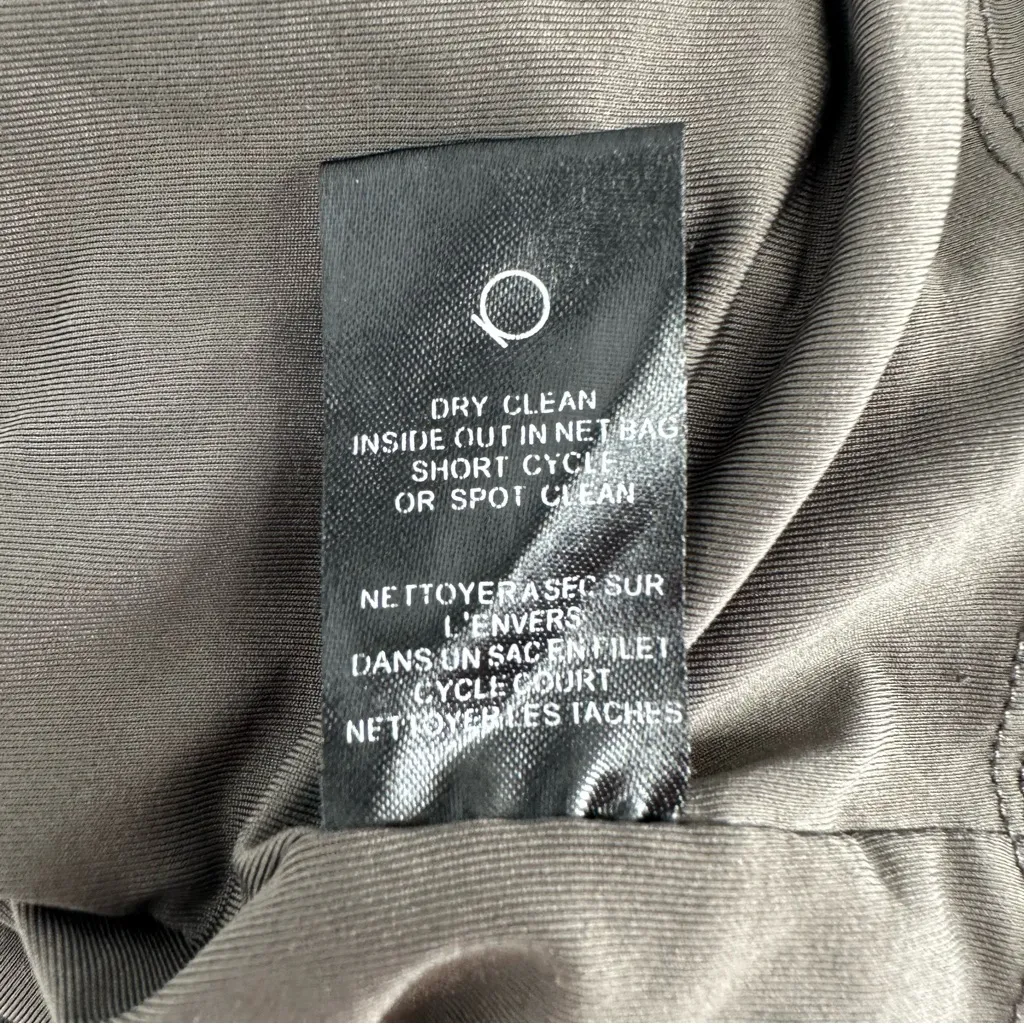 DRY CLEAN
INSIDE OUT IN NET BAG
SHORT CYCLE
OR SPOT CLEAN
NETTOYER A SEC SUR
L'ENVERS
DANS UN SAC EN FILET
CYCLE COURT
NETTOYER LES TACHES